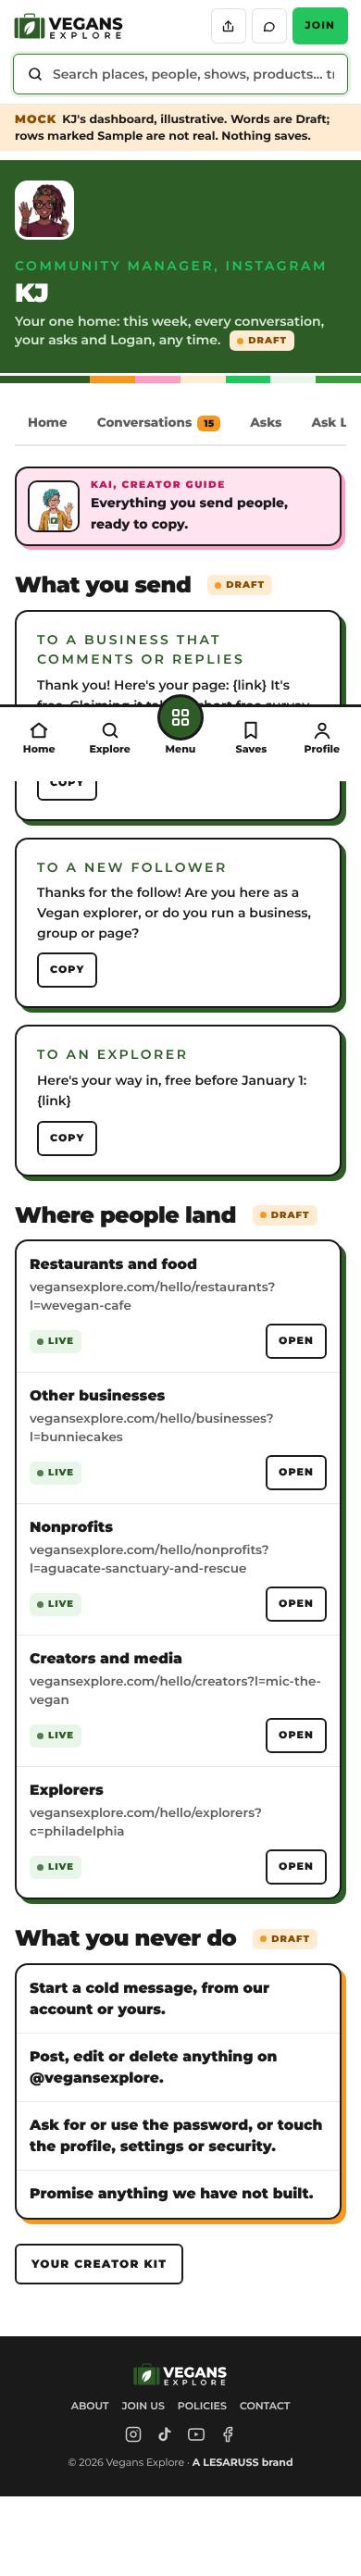 VEGANS
EXPLORE
JOIN
Search places, people, shows, products... tr
MOCK KJ's dashboard, illustrative. Words are Draft;
rows marked Sample are not real. Nothing saves.
COMMUNITY MANAGER, INSTAGRAM
KJ
Your one home: this week, every conversation,
your asks and Logan, any time. DRAFT
Home Conversations 15 Asks Ask L
KAI, CREATOR GUIDE
Everything you send people,
ready to copy.
What you send DRAFT
TO A BUSINESS THAT
COMMENTS OR REPLIES
Thank you! Here's your page: {link} It's
Home Explore Menu Saves Profile
COPY
TO A NEW FOLLOWER
Thanks for the follow! Are you here as a
Vegan explorer, or do you run a business,
group or page?
COPY
TO AN EXPLORER
Here's your way in, free before January 1:
{link}
COPY
Where people land DRAFT
Restaurants and food
vegansexplore.com/hello/restaurants?
l=wevegan-cafe
LIVE OPEN
Other businesses
vegansexplore.com/hello/businesses?
l=bunniecakes
LIVE OPEN
Nonprofits
vegansexplore.com/hello/nonprofits?
l=aguacate-sanctuary-and-rescue
LIVE OPEN
Creators and media
vegansexplore.com/hello/creators?l=mic-the-
vegan
LIVE OPEN
Explorers
vegansexplore.com/hello/explorers?
c=philadelphia
LIVE OPEN
What you never do DRAFT
Start a cold message, from our
account or yours.
Post, edit or delete anything on
@vegansexplore.
Ask for or use the password, or touch
the profile, settings or security.
Promise anything we have not built.
YOUR CREATOR KIT
VEGANS
EXPLORE
ABOUT JOIN US POLICIES CONTACT
© 2026 Vegans Explore · A LESARUSS brand